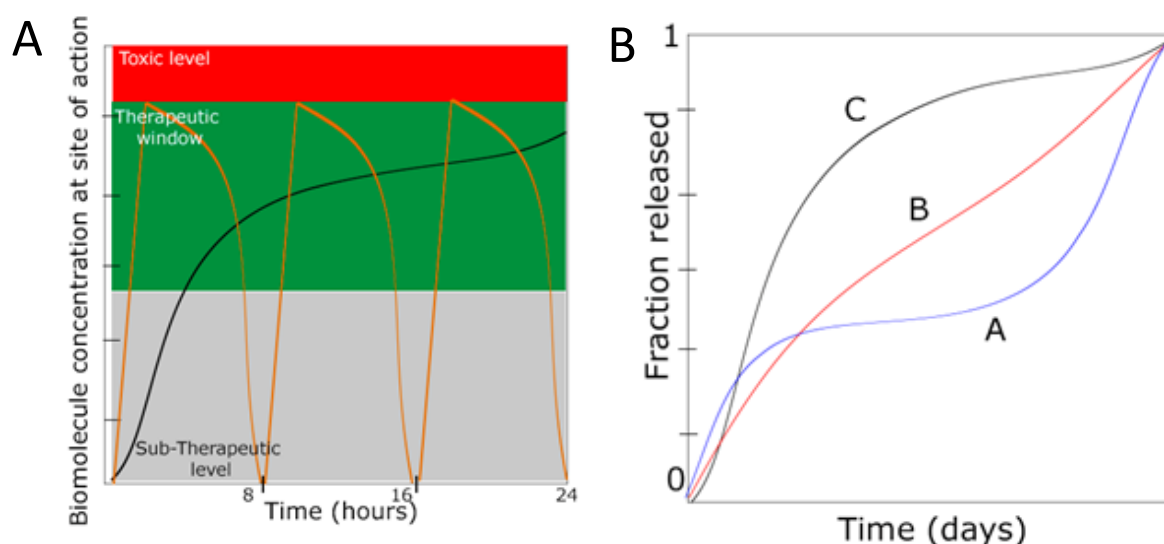 A
Biomolecule concentration at site of action
Toxic level
Therapeutic
window
Sub-Therapeutic
level
8
16
24
Time (hours)
B
1
Fraction released
0
C
B
A
Time (days)